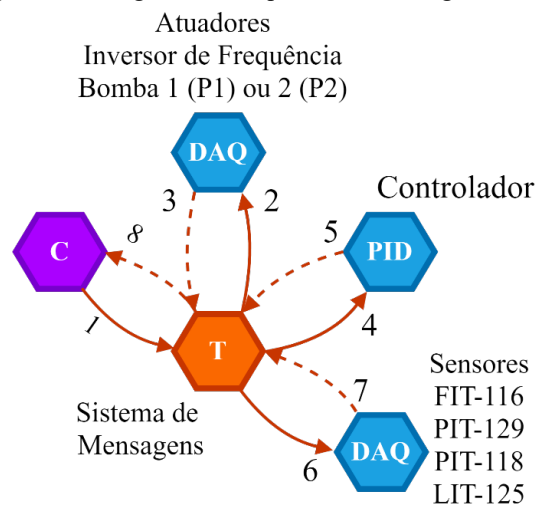 Atuadores
Inversor de Frequência
Bomba 1 (P1) ou 2 (P2)
DAQ
3
2
Controlador
C
8
5
PID
1
T
4
7
Sensores
FIT-116
PIT-129
PIT-118
LIT-125
Sistema de
Mensagens
6
DAQ